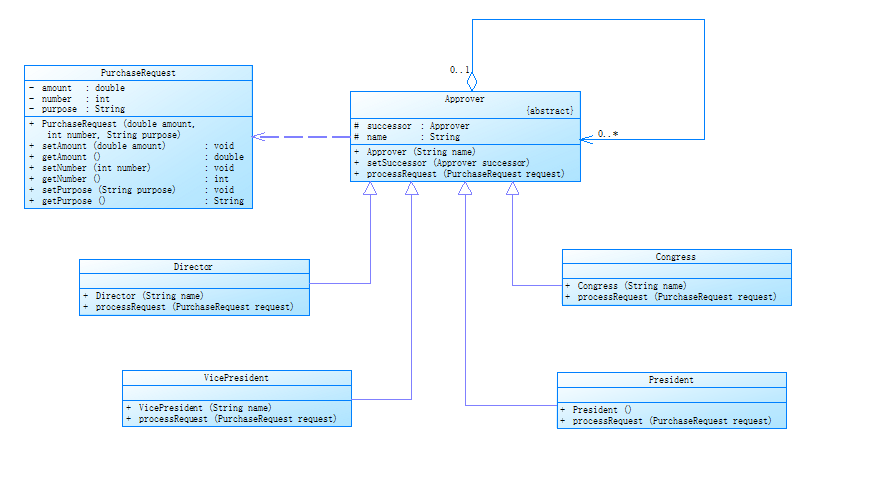 PurchaseRequest
- amount : double
- number : int
- purpose : String
+ PurchaseRequest (double amount,
int number, String purpose)
+ setAmount (double amount) : void
+ getAmount () : double
+ setNumber (int number) : void
+ getNumber () : int
+ setPurpose (String purpose) : void
+ getPurpose () : String
0..1
Approver
{abstract}
# successor : Approver
# name : String
+ Approver (String name)
+ setSuccessor (Approver successor)
+ processRequest (PurchaseRequest request)
0..*
Director
+ Director (String name)
+ processRequest (PurchaseRequest request)
Congress
+ Congress (String name)
+ processRequest (PurchaseRequest request)
VicePresident
+ VicePresident (String name)
+ processRequest (PurchaseRequest request)
President
+ President ()
+ processRequest (PurchaseRequest request)